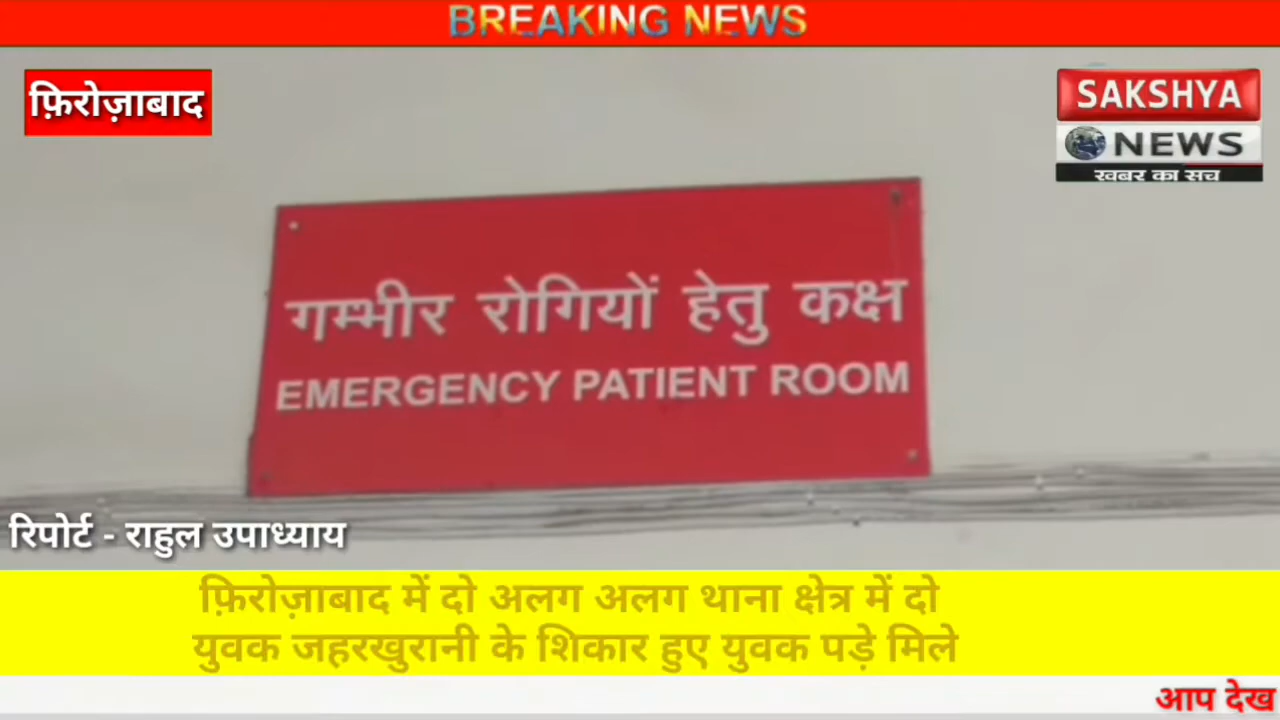 BREAKING NEWS
फ़िरोज़ाबाद
SAKSHYA
NEWS
खबर का सच
गम्भीर रोगियों हेतु कक्ष
EMERGENCY PATIENT ROOM
रिपोर्ट - राहुल उपाध्याय
फ़िरोज़ाबाद में दो अलग अलग थाना क्षेत्र में दो
युवक जहरखुरानी के शिकार हुए युवक पड़े मिले
आप देख